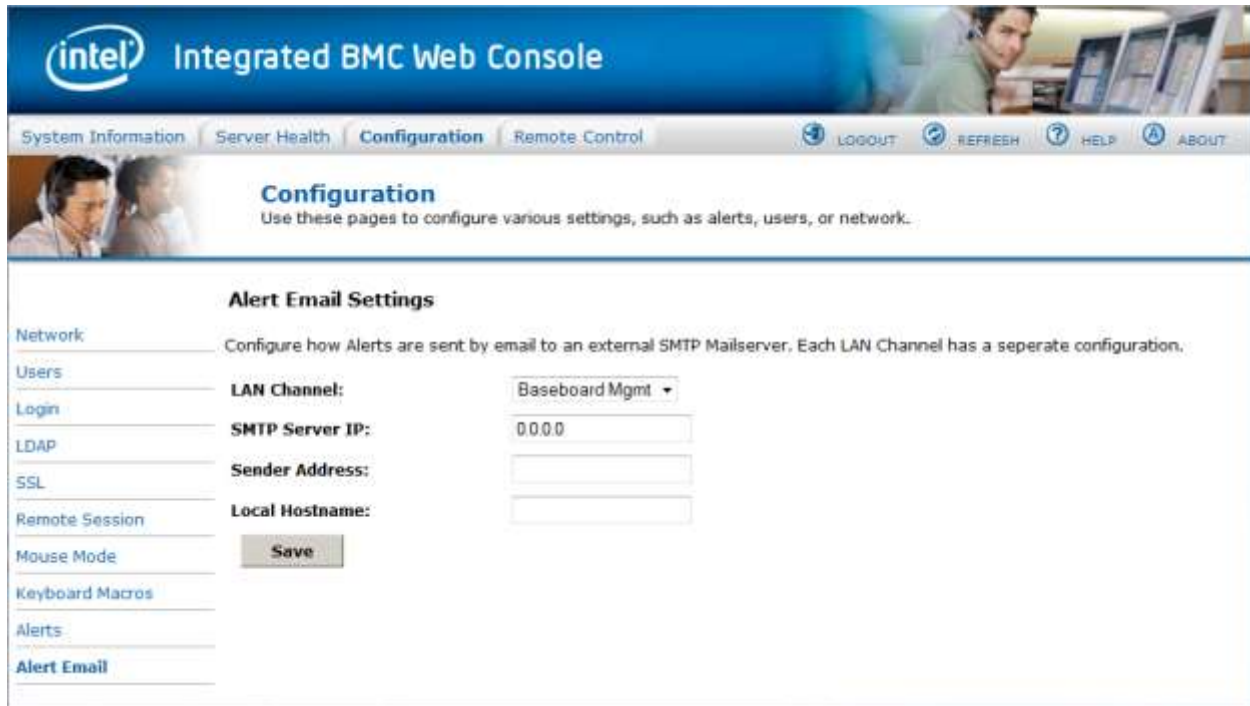 intel Integrated BMC Web Console
System Information Server Health Configuration Remote Control LOGOUT REFRESH HELP ABOUT
Configuration
Use these pages to configure various settings, such as alerts, users, or network.
Network
Users
Login
LDAP
SSL
Remote Session
Mouse Mode
Keyboard Macros
Alerts
Alert Email
Alert Email Settings
Configure how Alerts are sent by email to an external SMTP Mailserver. Each LAN Channel has a seperate configuration.
LAN Channel: Baseboard Mgmt
SMTP Server IP: 0.0.0.0
Sender Address:
Local Hostname:
Save